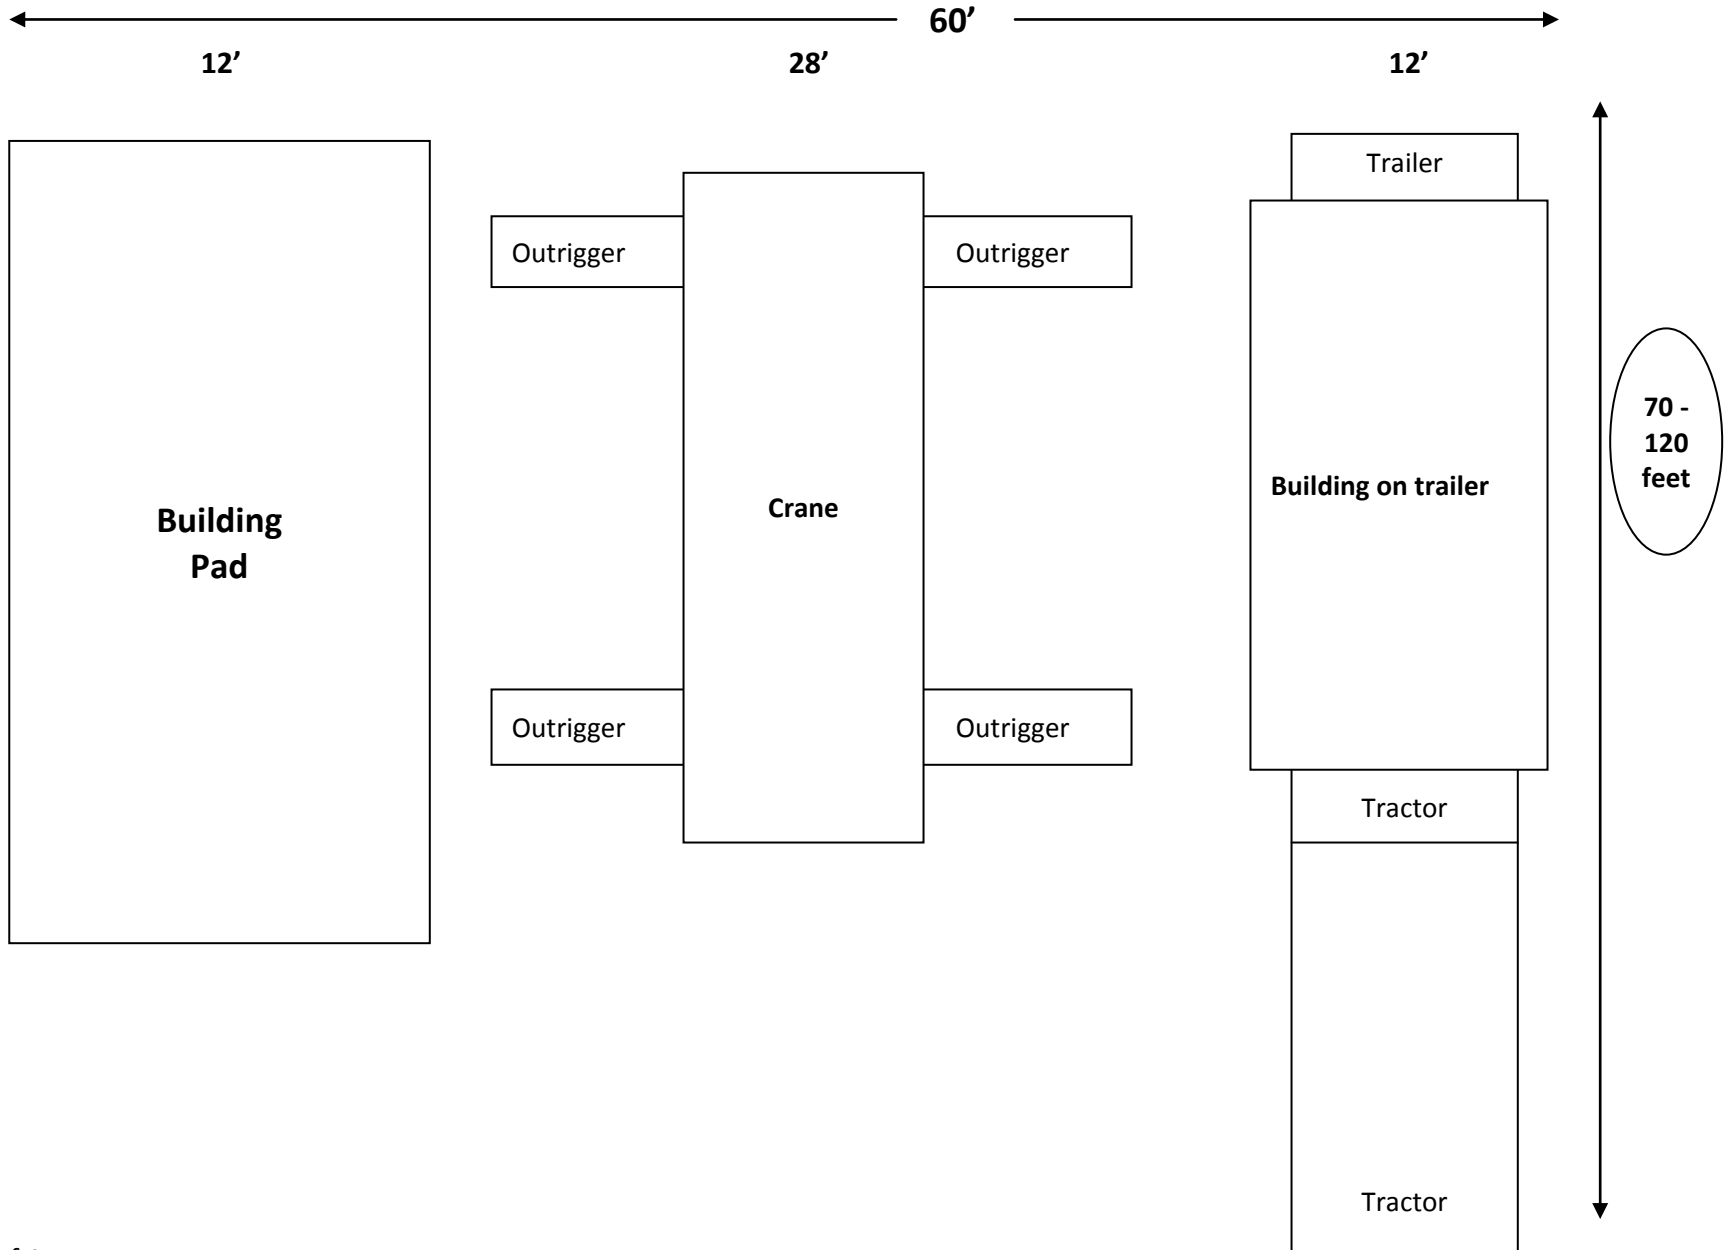 60’
12’
28’
12’
Trailer
Outrigger
Outrigger
70 -
120
feet
Building on trailer
Crane
Building
Pad
Outrigger
Outrigger
Tractor
Tractor